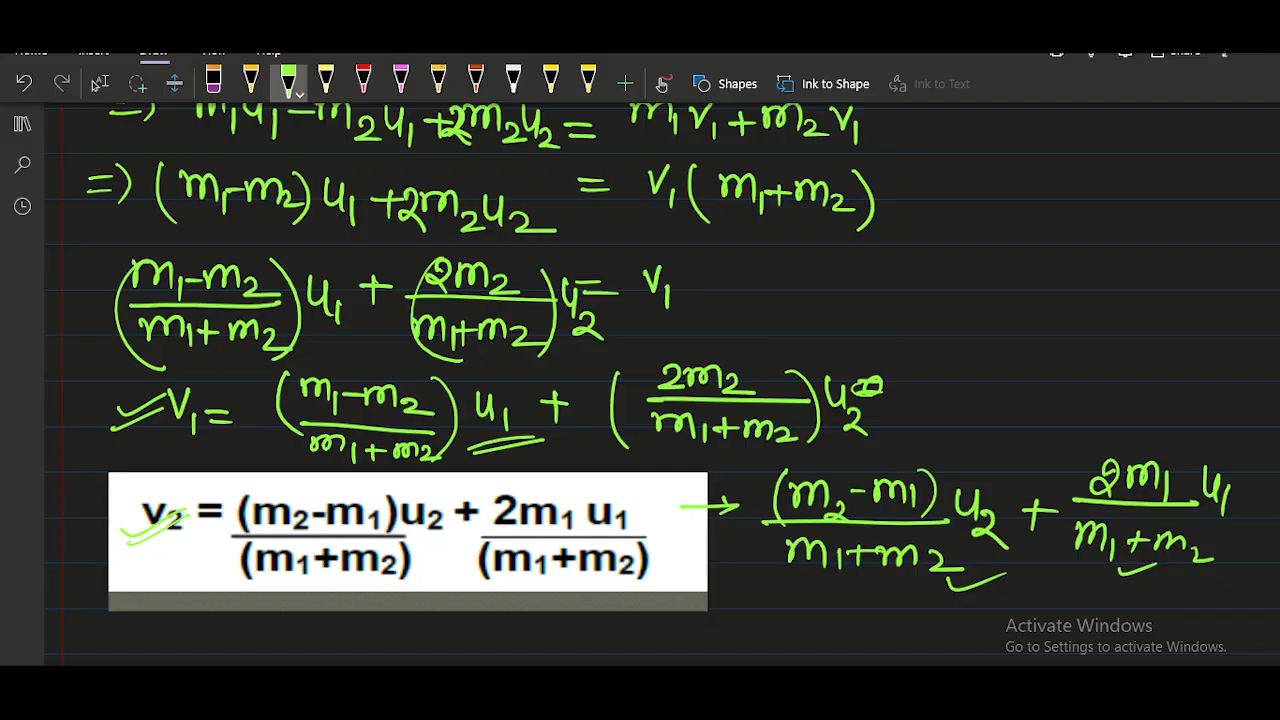 Shapes Ink to Shape Ink to Text
=> m₁u₁ - m₂u₁ + 2m₂u₂ = m₁v₁ + m₂v₁
=> (m₁-m₂) u₁ + 2m₂u₂ = v₁(m₁+m₂)
((m₁-m₂)/(m₁+m₂)) u₁ + (2m₂/(m₁+m₂)) u₂ = v₁
✓ V₁ = ((m₁-m₂)/(m₁+m₂)) u₁ + (2m₂/(m₁+m₂)) u₂
v₂ = (m₂-m₁)u₂/(m₁+m₂) + 2m₁ u₁/(m₁+m₂) → (m₂-m₁)/(m₁+m₂) u₂ + 2m₁/(m₁+m₂) u₁
Activate Windows
Go to Settings to activate Windows.